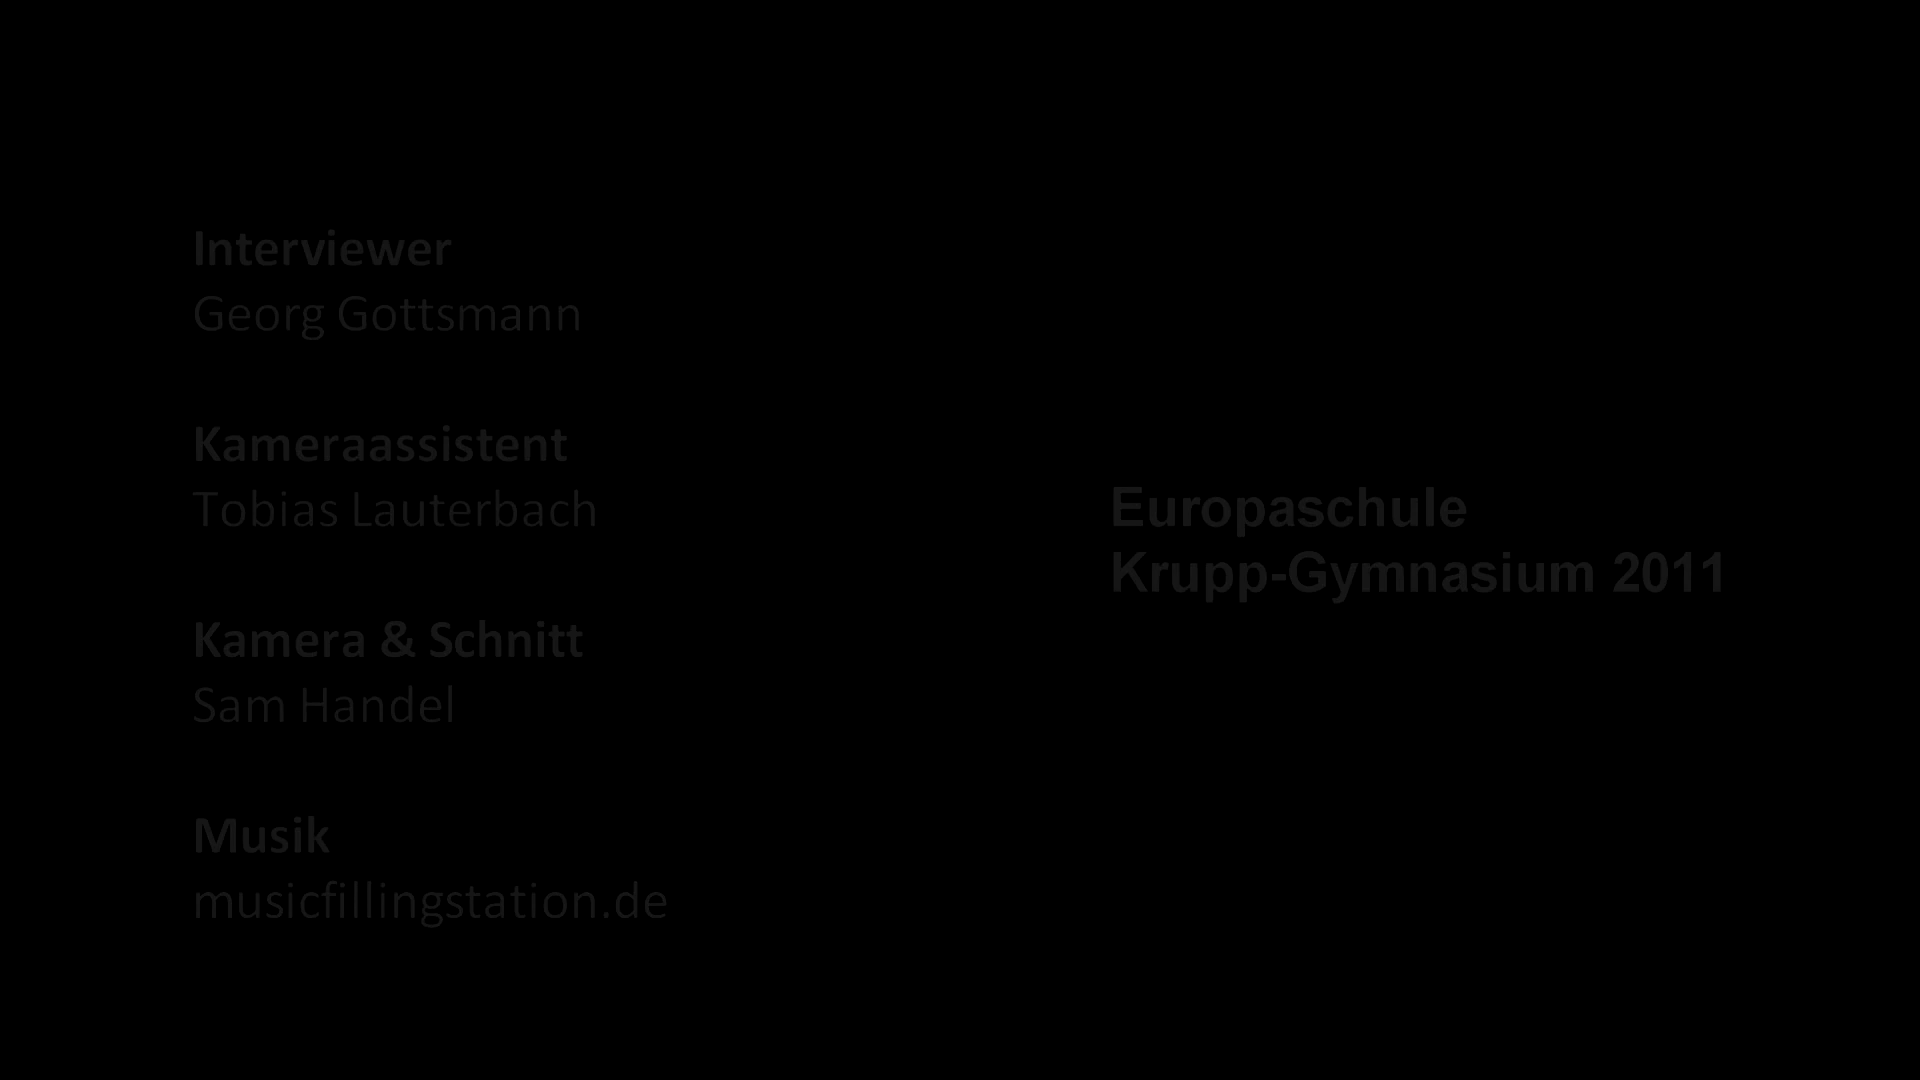 Interviewer
Georg Gottsmann
Kameraassistent
Tobias Lauterbach
Kamera & Schnitt
Sam Handel
Musik
musicfillingstation.de
Europaschule
Krupp-Gymnasium 2011